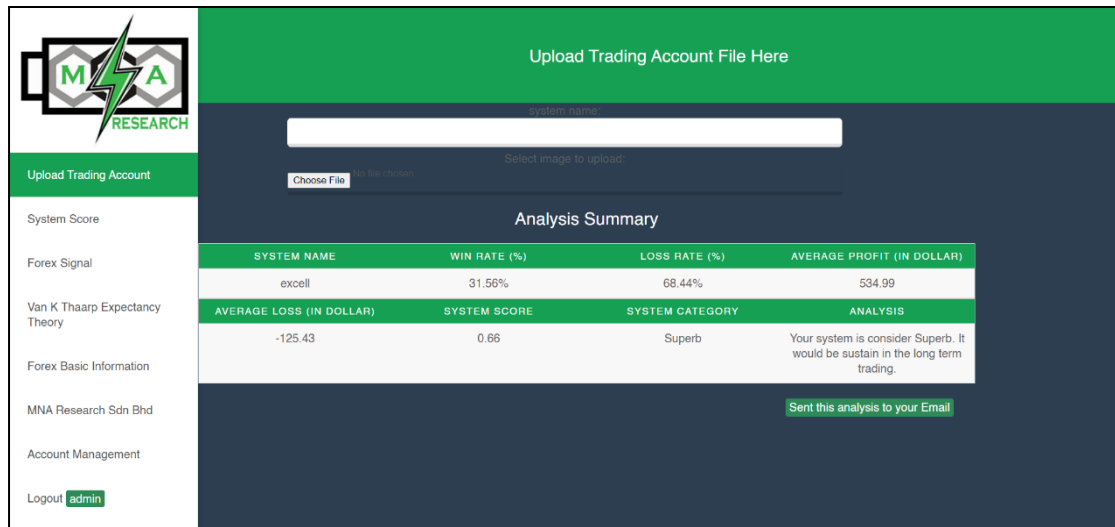 M A
RESEARCH
Upload Trading Account File Here
system name:
Select image to upload:
Choose File No file chosen
Upload Trading Account
System Score
Forex Signal
Van K Thaarp Expectancy
Theory
Forex Basic Information
MNA Research Sdn Bhd
Account Management
Logout admin
Analysis Summary
SYSTEM NAME WIN RATE (%) LOSS RATE (%) AVERAGE PROFIT (IN DOLLAR)
excell 31.56% 68.44% 534.99
AVERAGE LOSS (IN DOLLAR) SYSTEM SCORE SYSTEM CATEGORY ANALYSIS
-125.43 0.66 Superb Your system is consider Superb. It
would be sustain in the long term
trading.
Sent this analysis to your Email